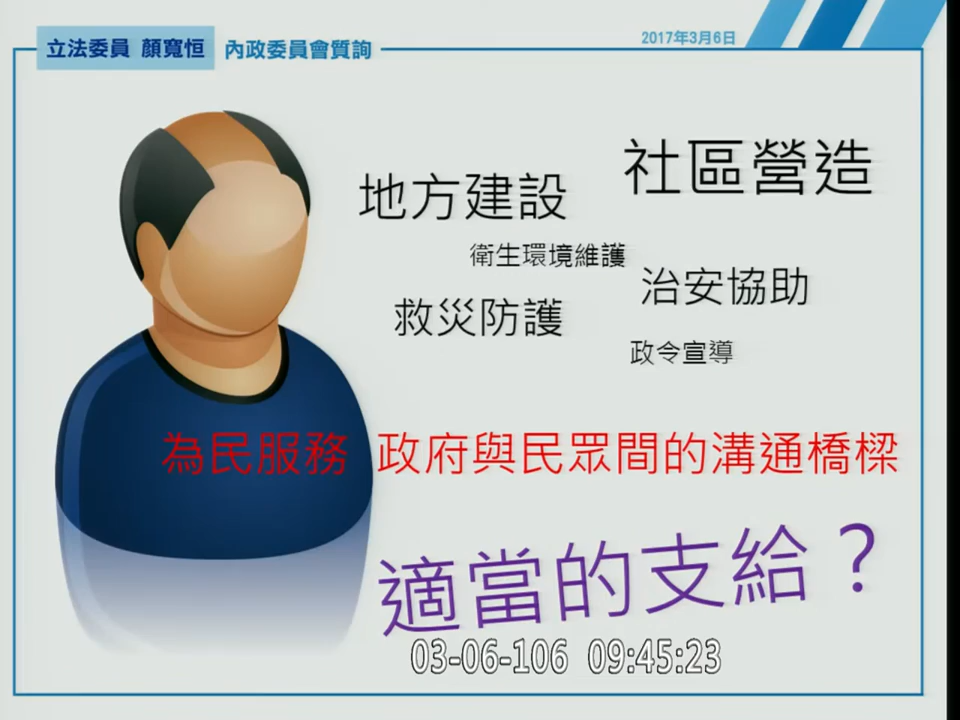 立法委員 顏寬恒 內政委員會質詢
2017年3月6日
社區營造
地方建設
衛生環境維護
治安協助
救災防護
政令宣導
為民服務 政府與民眾間的溝通橋樑
適當的支給？
03-06-106 09:45:23